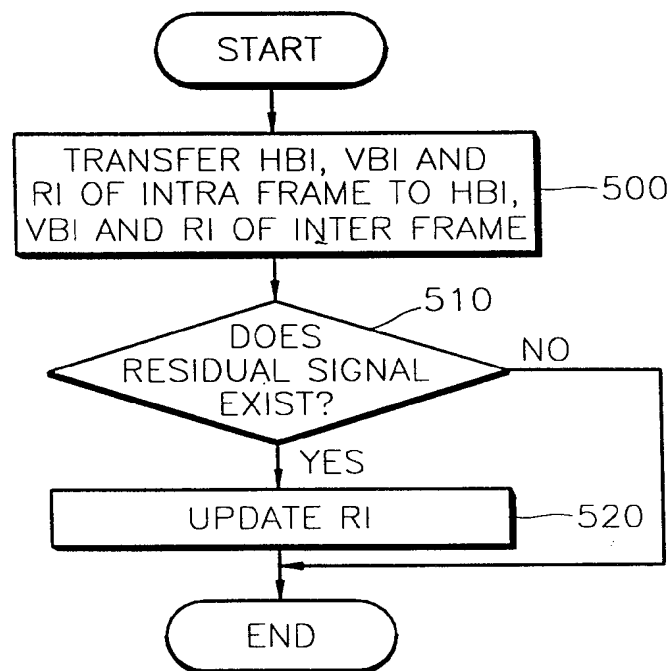 START
TRANSFER HBI, VBI AND
RI OF INTRA FRAME TO HBI,
VBI AND RI OF INTER FRAME
500
510
DOES
RESIDUAL SIGNAL
EXIST?
NO
YES
UPDATE RI
520
END